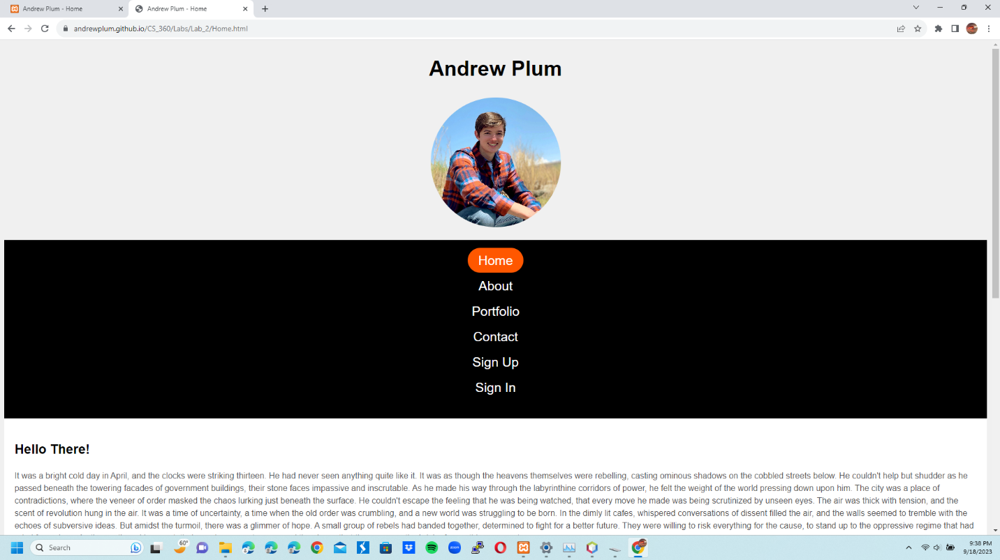 Andrew Plum - Home
Andrew Plum - Home
andrewplum.github.io/CS_360/Labs/Lab_2/Home.html
Andrew Plum
Home
About
Portfolio
Contact
Sign Up
Sign In
Hello There!
It was a bright cold day in April, and the clocks were striking thirteen. He had never seen anything quite like it. It was as though the heavens themselves were rebelling, casting ominous shadows on the cobbled streets below. He couldn't help but shudder as he
passed beneath the towering facades of government buildings, their stone faces impassive and inscrutable. As he made his way through the labyrinthine corridors of power, he felt the weight of the world pressing down upon him. The city was a place of
contradictions, where the veneer of order masked the chaos lurking just beneath the surface. He couldn't escape the feeling that he was being watched, that every move he made was being scrutinized by unseen eyes. The air was thick with tension, and the
scent of revolution hung in the air. It was a time of uncertainty, a time when the old order was crumbling, and a new world was struggling to be born. In the dimly lit cafes, whispered conversations of dissent filled the air, and the walls seemed to tremble with the
echoes of subversive ideas. But amidst the turmoil, there was a glimmer of hope. A small group of rebels had banded together, determined to fight for a better future. They were willing to risk everything for the cause, to stand up to the oppressive regime that had
Search
60°
zoom
9:38 PM
9/18/2023